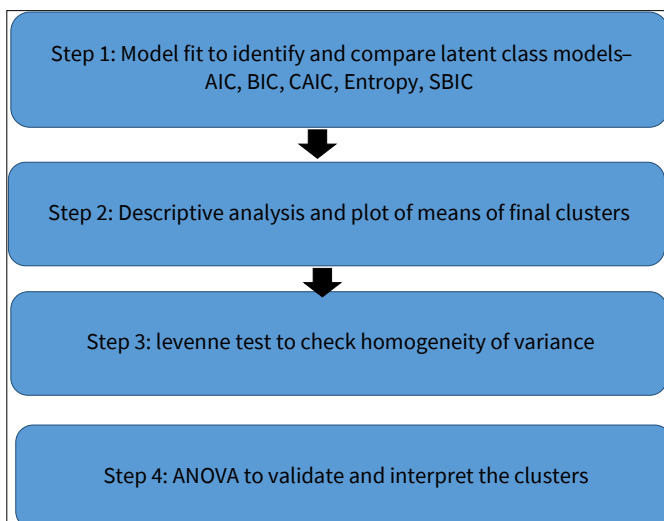 Step 1: Model fit to identify and compare latent class models–
AIC, BIC, CAIC, Entropy, SBIC
Step 2: Descriptive analysis and plot of means of final clusters
Step 3: levenne test to check homogeneity of variance
Step 4: ANOVA to validate and interpret the clusters